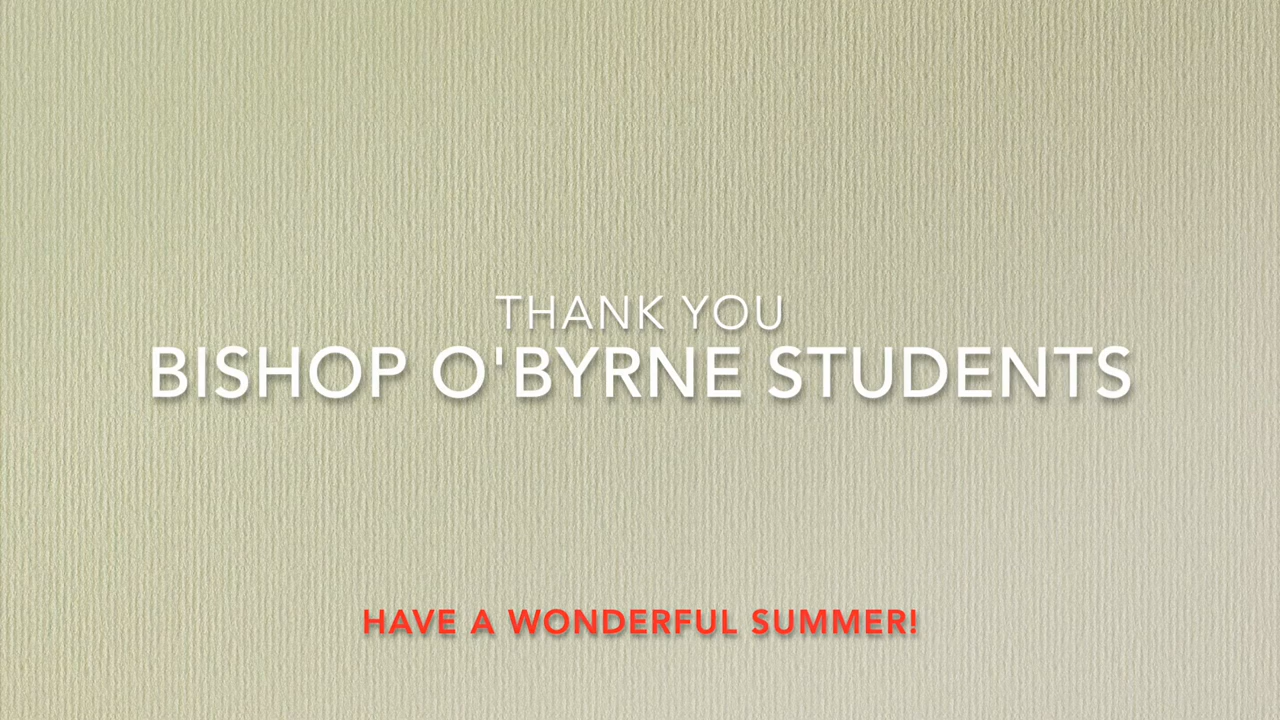 THANK YOU
BISHOP O'BYRNE STUDENTS
HAVE A WONDERFUL SUMMER!